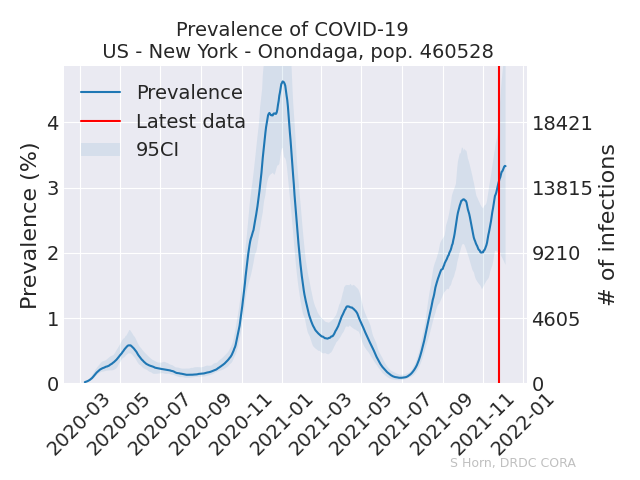 Prevalence of COVID-19
US - New York - Onondaga, pop. 460528
Prevalence
Latest data
95CI
Prevalence (%)
4
3
2
1
0
18421
13815
9210
4605
0
# of infections
2020-03
2020-05
2020-07
2020-09
2020-11
2021-01
2021-03
2021-05
2021-07
2021-09
2021-11
2022-01
S Horn, DRDC CORA